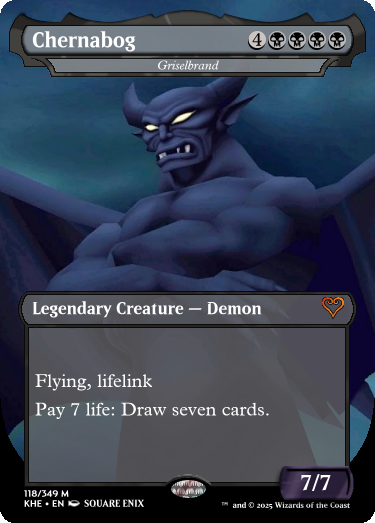 Chernabog 4
Griselbrand
Legendary Creature — Demon
Flying, lifelink
Pay 7 life: Draw seven cards.
7/7
118/349 M
KHE • EN SQUARE ENIX
™ and © 2025 Wizards of the Coast